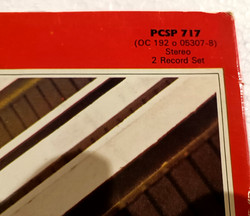 PCSP 717
(OC 192 o 05307-8)
Stereo
2 Record Set